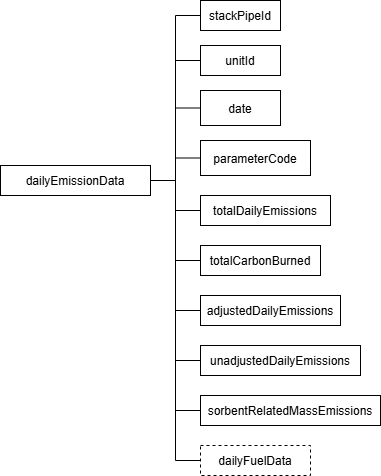 stackPipeId
unitId
date
parameterCode
dailyEmissionData
totalDailyEmissions
totalCarbonBurned
adjustedDailyEmissions
unadjustedDailyEmissions
sorbentRelatedMassEmissions
dailyFuelData